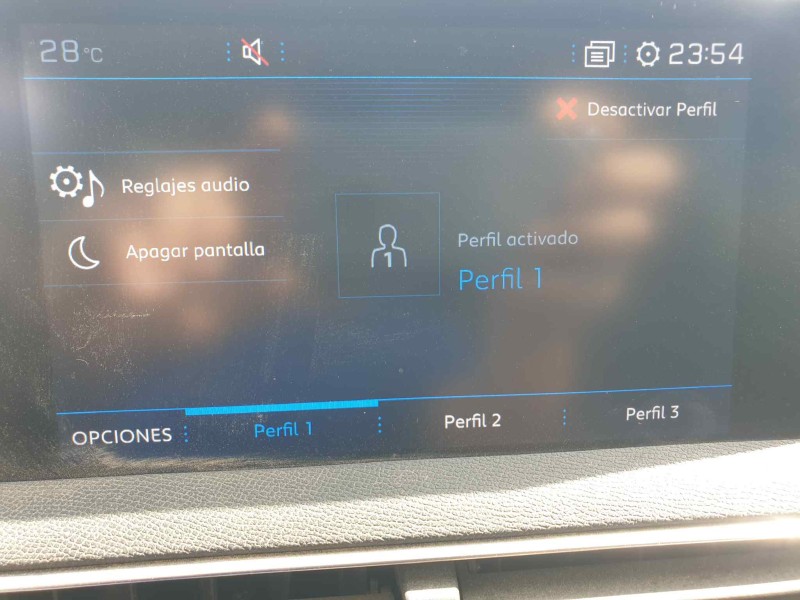 28 °C
23:54
Desactivar Perfil
Reglajes audio
Apagar pantalla
1
Perfil activado
Perfil 1
OPCIONES Perfil 1 Perfil 2 Perfil 3